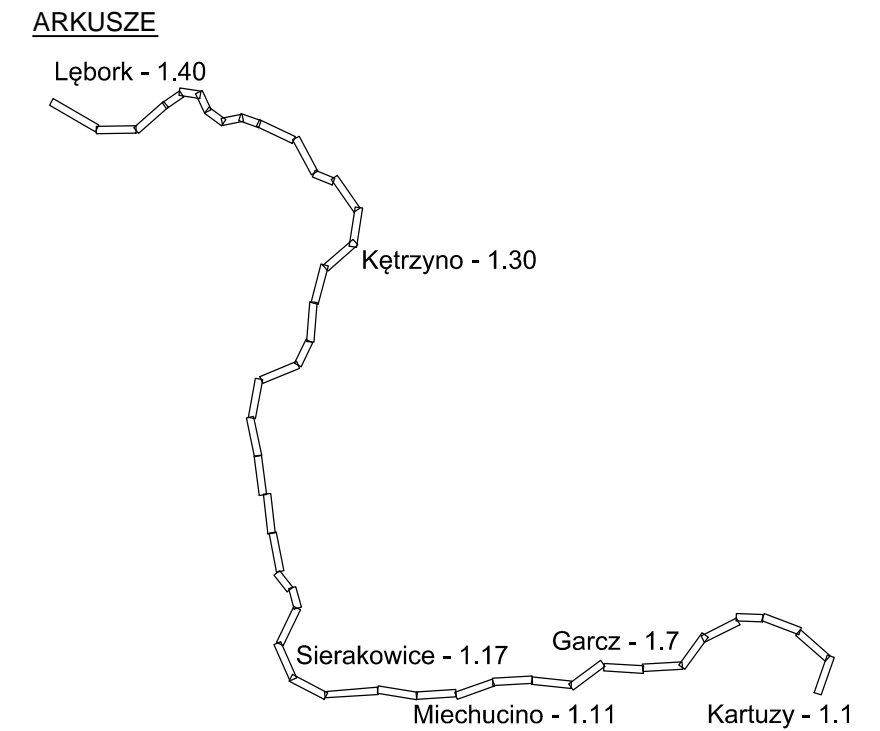 ARKUSZE
Lębork - 1.40
Kętrzyno - 1.30
Garcz - 1.7
Sierakowice - 1.17
Miechucino - 1.11
Kartuzy - 1.1